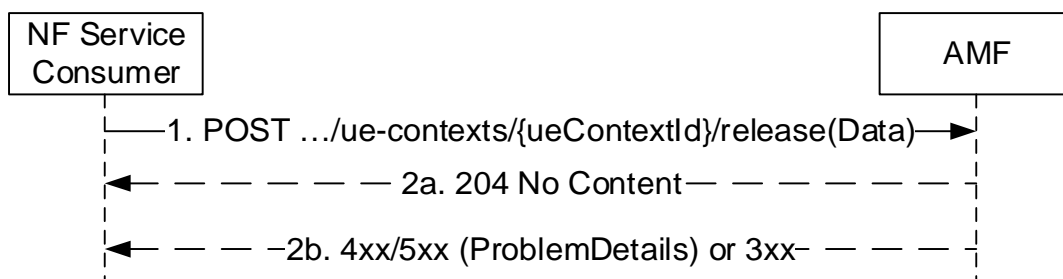 NF Service
Consumer
AMF
1. POST …/ue-contexts/{ueContextId}/release(Data)
2a. 204 No Content
2b. 4xx/5xx (ProblemDetails) or 3xx